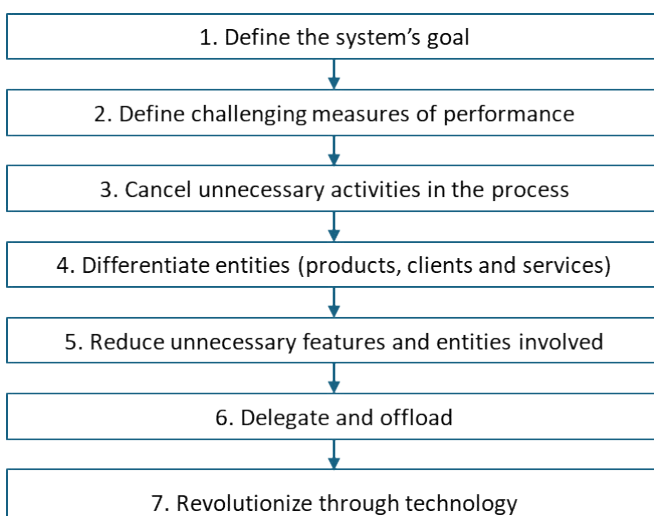 1. Define the system's goal
2. Define challenging measures of performance
3. Cancel unnecessary activities in the process
4. Differentiate entities (products, clients and services)
5. Reduce unnecessary features and entities involved
6. Delegate and offload
7. Revolutionize through technology